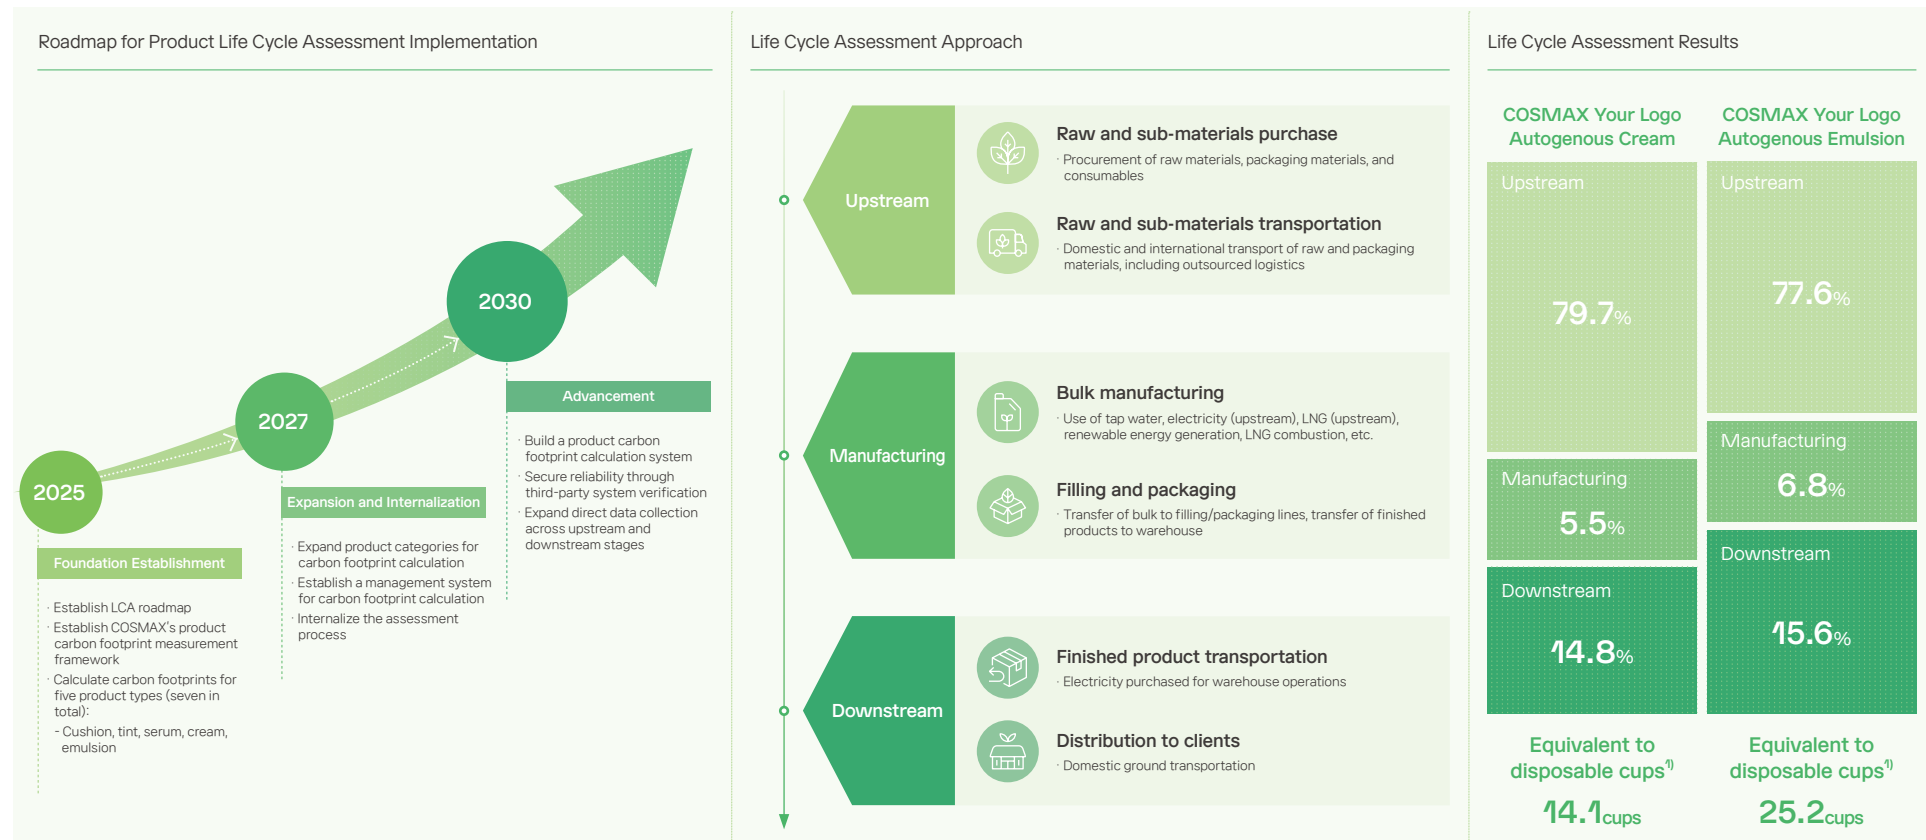 Roadmap for Product Life Cycle Assessment Implementation
2025
Foundation Establishment
· Establish LCA roadmap
· Establish COSMAX's product
carbon footprint measurement
framework
· Calculate carbon footprints for
five product types (seven in
total):
- Cushion, tint, serum, cream,
emulsion
2027
Expansion and Internalization
· Expand product categories for
carbon footprint calculation
· Establish a management system
for carbon footprint calculation
· Internalize the assessment
process
2030
Advancement
· Build a product carbon
footprint calculation system
· Secure reliability through
third-party system verification
· Expand direct data collection
across upstream and
downstream stages
Life Cycle Assessment Approach
Upstream
Raw and sub-materials purchase
· Procurement of raw materials, packaging materials, and
consumables
Raw and sub-materials transportation
· Domestic and international transport of raw and packaging
materials, including outsourced logistics
Manufacturing
Bulk manufacturing
· Use of tap water, electricity (upstream), LNG (upstream),
renewable energy generation, LNG combustion, etc.
Filling and packaging
· Transfer of bulk to filling/packaging lines, transfer of finished
products to warehouse
Downstream
Finished product transportation
· Electricity purchased for warehouse operations
Distribution to clients
· Domestic ground transportation
Life Cycle Assessment Results
COSMAX Your Logo
Autogenous Cream
Upstream
79.7%
Manufacturing
5.5%
Downstream
14.8%
Equivalent to
disposable cups¹⁾
14.1cups
COSMAX Your Logo
Autogenous Emulsion
Upstream
77.6%
Manufacturing
6.8%
Downstream
15.6%
Equivalent to
disposable cups¹⁾
25.2cups